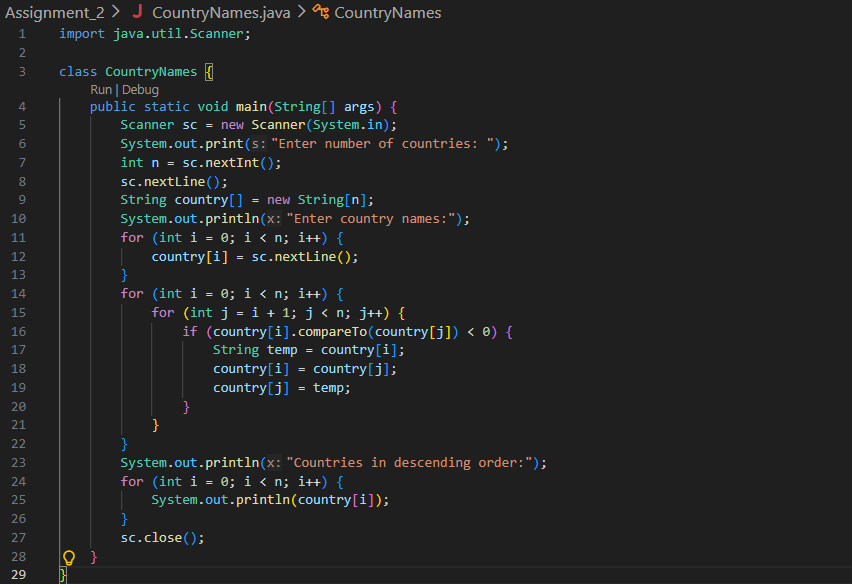 Assignment_2 > J CountryNames.java > CountryNames
1 import java.util.Scanner;
2
3 class CountryNames {
Run | Debug
4 public static void main(String[] args) {
5 Scanner sc = new Scanner(System.in);
6 System.out.print(s: "Enter number of countries: ");
7 int n = sc.nextInt();
8 sc.nextLine();
9 String country[] = new String[n];
10 System.out.println(x: "Enter country names:");
11 for (int i = 0; i < n; i++) {
12 country[i] = sc.nextLine();
13 }
14 for (int i = 0; i < n; i++) {
15 for (int j = i + 1; j < n; j++) {
16 if (country[i].compareTo(country[j]) < 0) {
17 String temp = country[i];
18 country[i] = country[j];
19 country[j] = temp;
20 }
21 }
22 }
23 System.out.println(x: "Countries in descending order:");
24 for (int i = 0; i < n; i++) {
25 System.out.println(country[i]);
26 }
27 sc.close();
28 }
29 }